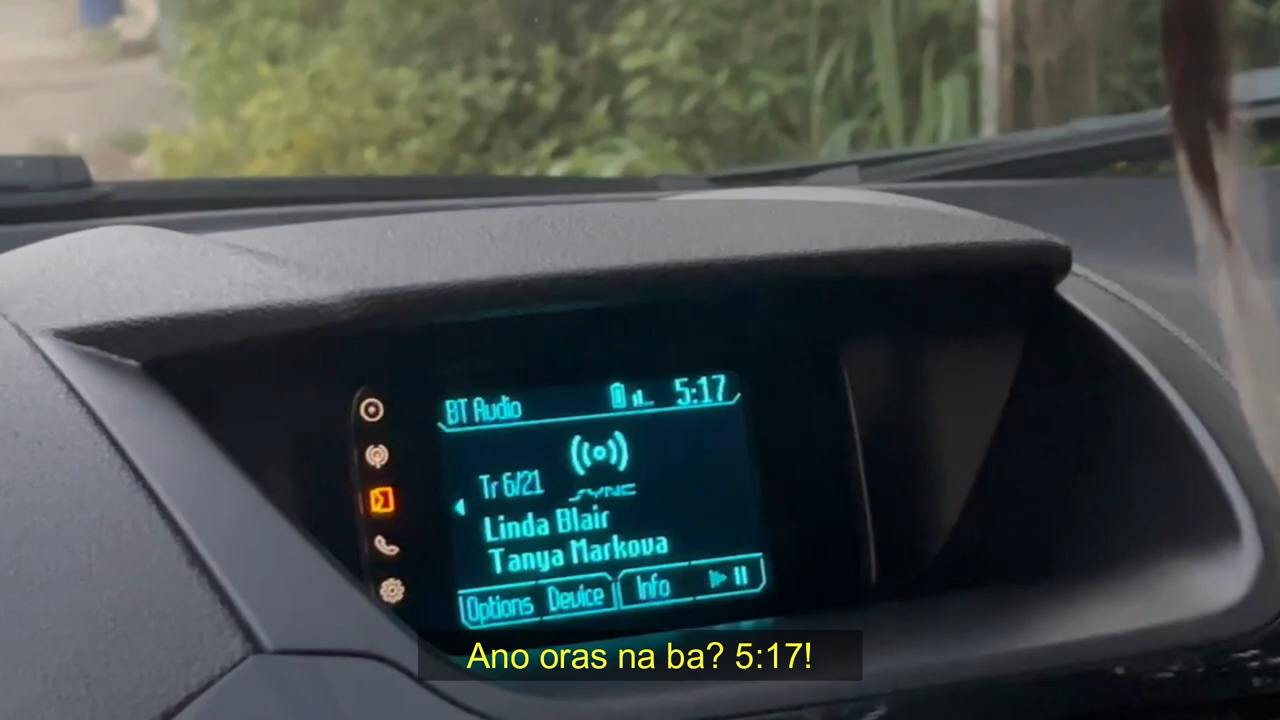 BT Audio 5:17
Tr 6/21
SYNC
Linda Blair
Tanya Markova
Options Device Info
Ano oras na ba? 5:17!